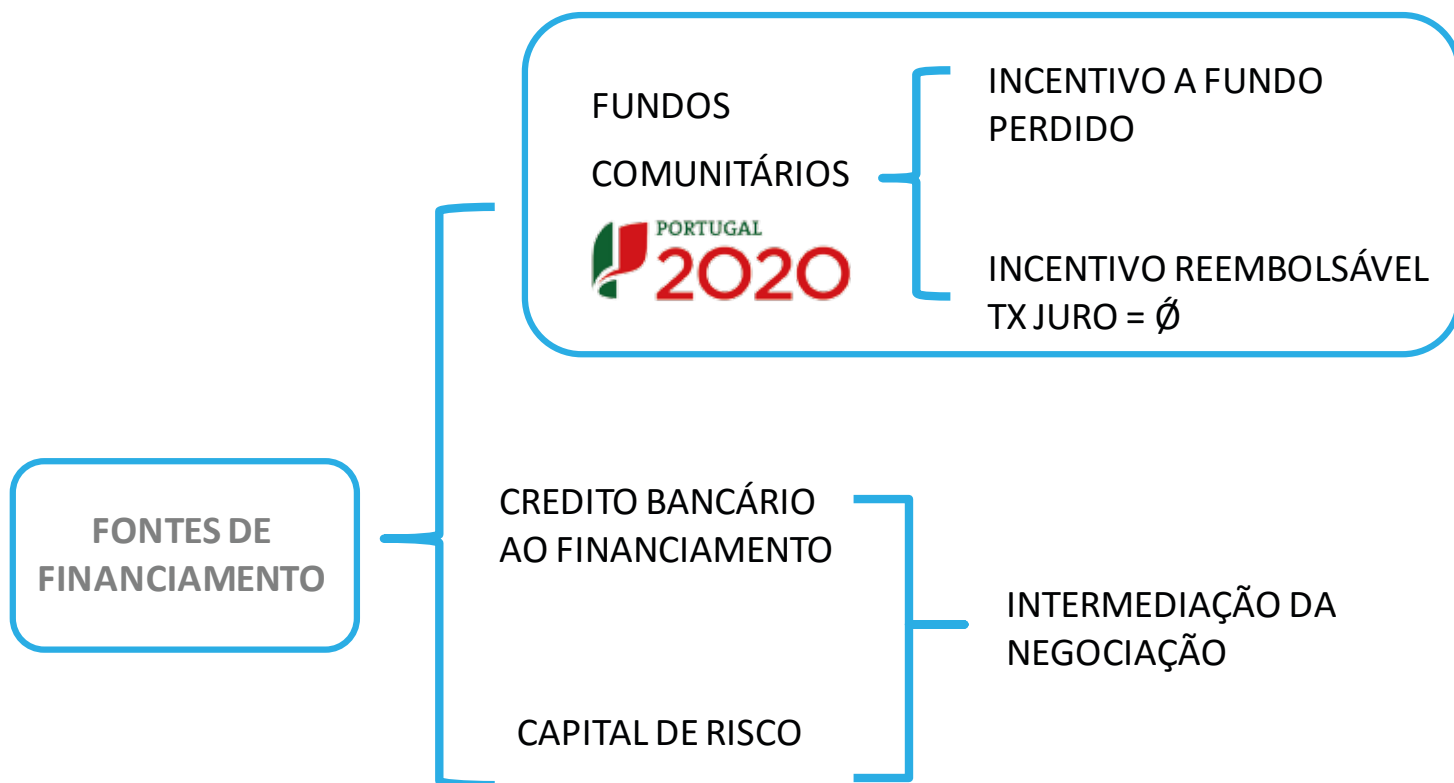 FUNDOS
COMUNITÁRIOS
PORTUGAL
2020
INCENTIVO A FUNDO
PERDIDO
INCENTIVO REEMBOLSÁVEL
TX JURO = Ǿ
FONTES DE
FINANCIAMENTO
CREDITO BANCÁRIO
AO FINANCIAMENTO
CAPITAL DE RISCO
INTERMEDIAÇÃO DA
NEGOCIAÇÃO